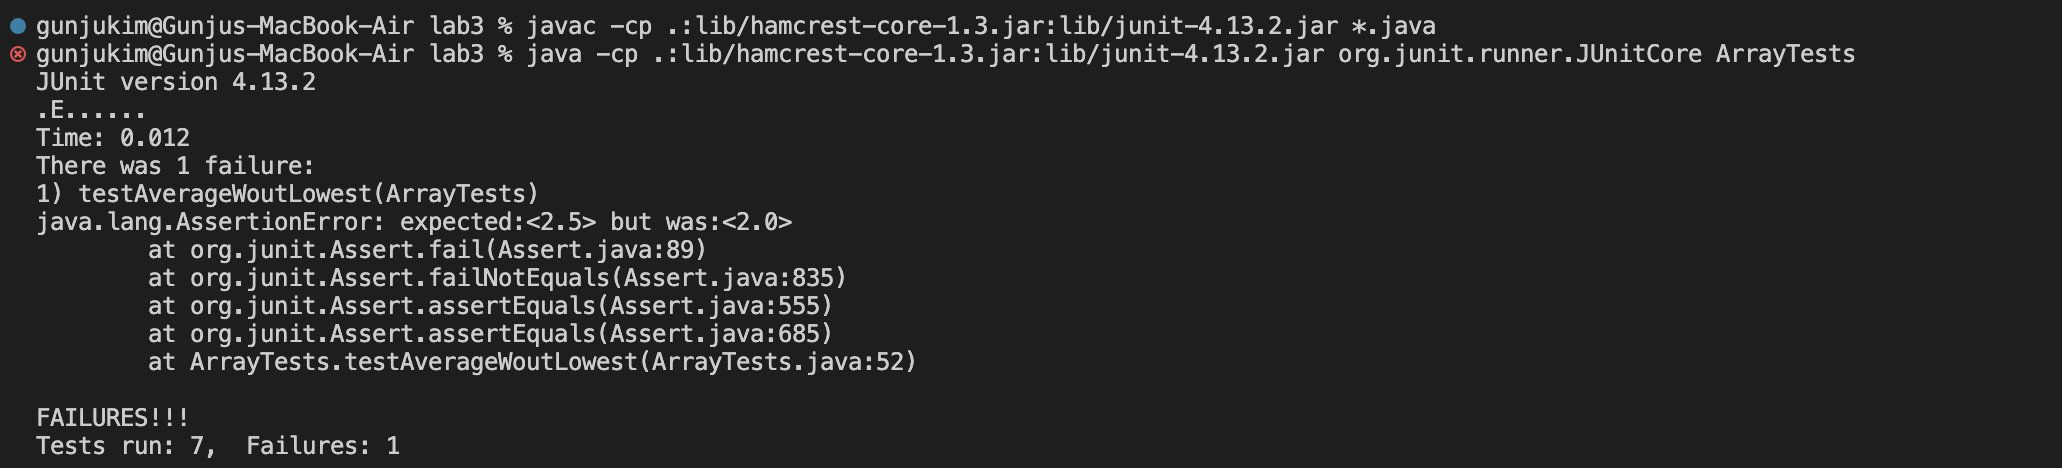 gunjukim@Gunjus-MacBook-Air lab3 % javac -cp .:lib/hamcrest-core-1.3.jar:lib/junit-4.13.2.jar *.java
gunjukim@Gunjus-MacBook-Air lab3 % java -cp .:lib/hamcrest-core-1.3.jar:lib/junit-4.13.2.jar org.junit.runner.JUnitCore ArrayTests
JUnit version 4.13.2
.E......
Time: 0.012
There was 1 failure:
1) testAverageWoutLowest(ArrayTests)
java.lang.AssertionError: expected:<2.5> but was:<2.0>
        at org.junit.Assert.fail(Assert.java:89)
        at org.junit.Assert.failNotEquals(Assert.java:835)
        at org.junit.Assert.assertEquals(Assert.java:555)
        at org.junit.Assert.assertEquals(Assert.java:685)
        at ArrayTests.testAverageWoutLowest(ArrayTests.java:52)

FAILURES!!!
Tests run: 7,  Failures: 1